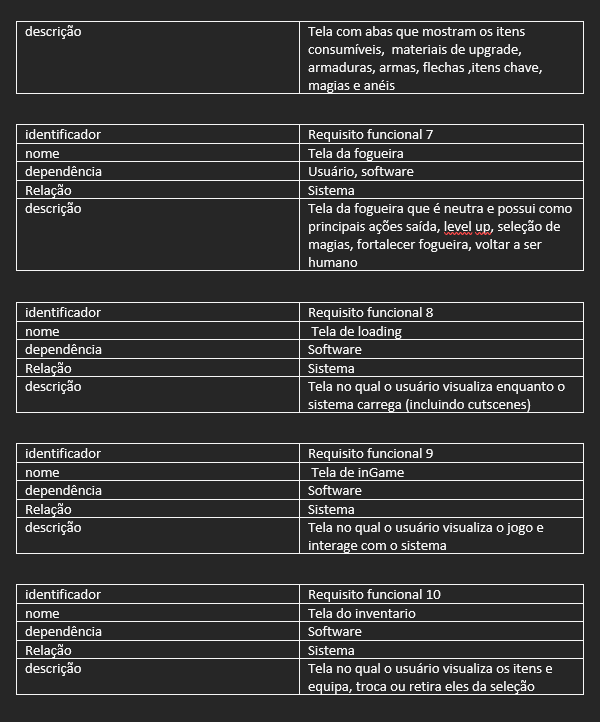 descrição Tela com abas que mostram os itens
consumíveis,  materiais de upgrade,
armaduras, armas, flechas ,itens chave,
magias e anéis
identificador Requisito funcional 7
nome Tela da fogueira
dependência Usuário, software
Relação Sistema
descrição Tela da fogueira que é neutra e possui como
principais ações saída, level up, seleção de
magias, fortalecer fogueira, voltar a ser
humano
identificador Requisito funcional 8
nome Tela de loading
dependência Software
Relação Sistema
descrição Tela no qual o usuário visualiza enquanto o
sistema carrega (incluindo cutscenes)
identificador Requisito funcional 9
nome Tela de inGame
dependência Software
Relação Sistema
descrição Tela no qual o usuário visualiza o jogo e
interage com o sistema
identificador Requisito funcional 10
nome Tela do inventario
dependência Software
Relação Sistema
descrição Tela no qual o usuário visualiza os itens e
equipa, troca ou retira eles da seleção